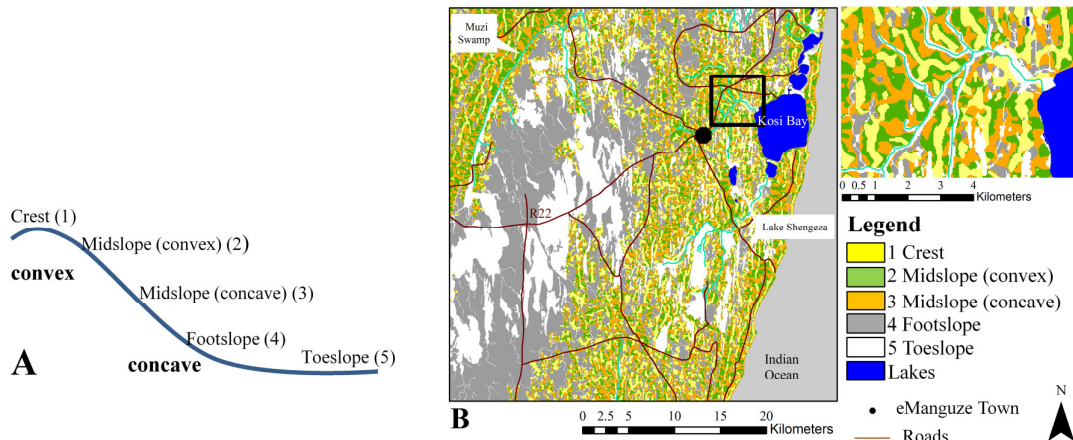 Crest (1)
Midslope (convex) (2)
convex
Midslope (concave) (3)
Footslope (4)
concave
Toeslope (5)
A
Muzi
Swamp
Kosi Bay
R22
Lake Shengeza
Indian
Ocean
B
0 2.5 5 10 15 20
Kilometers
0 0.5 1 2 3 4
Kilometers
Legend
1 Crest
2 Midslope (convex)
3 Midslope (concave)
4 Footslope
5 Toeslope
Lakes
eManguze Town
Roads
N